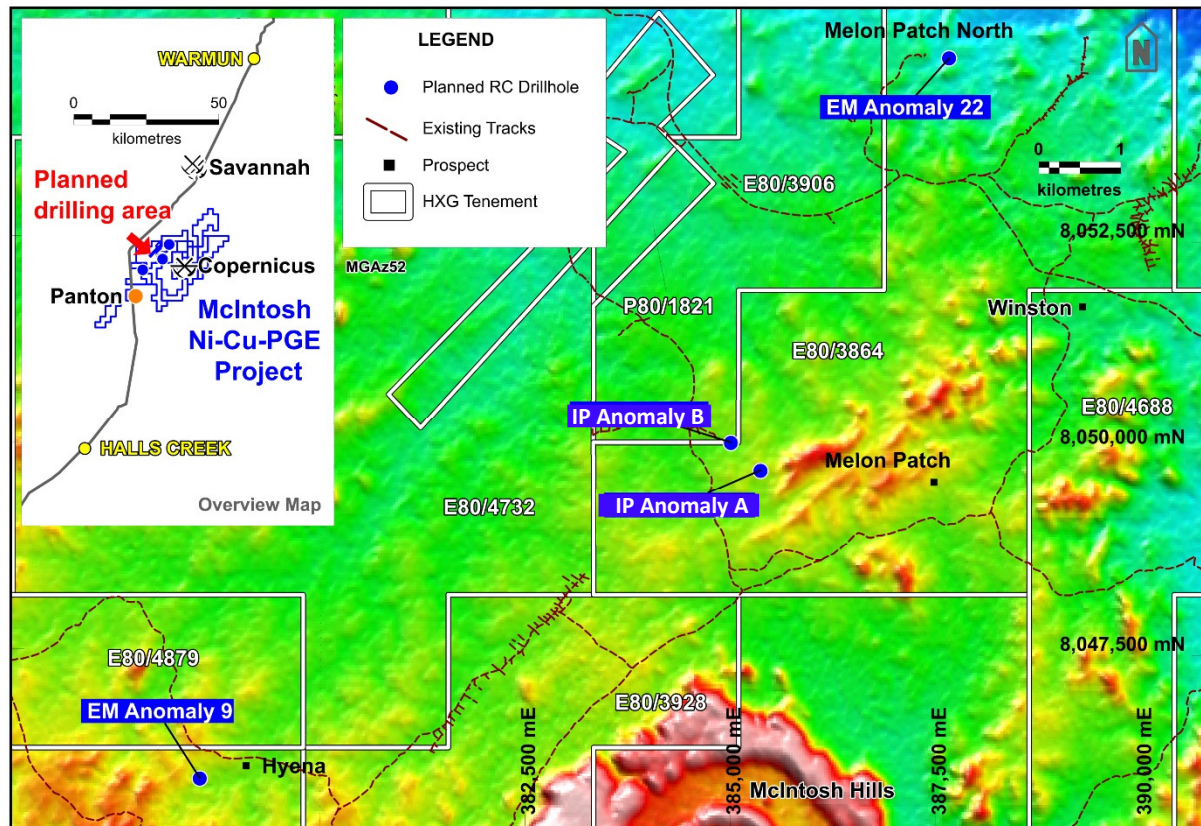 WARMUN
0 50
kilometres
Savannah
Planned
drilling area
Copernicus
Panton
McIntosh
Ni-Cu-PGE
Project
HALLS CREEK
Overview Map
LEGEND
Planned RC Drillhole
Existing Tracks
Prospect
HXG Tenement
MGAz52
Melon Patch North
N
EM Anomaly 22
0 1
kilometres
E80/3906
8,052,500 mN
P80/1821
Winston
E80/3864
E80/4688
IP Anomaly B
8,050,000 mN
Melon Patch
IP Anomaly A
E80/4732
8,047,500 mN
E80/4879
E80/3928
EM Anomaly 9
Hyena
382,500 mE
385,000 mE
387,500 mE
390,000 mE
McIntosh Hills